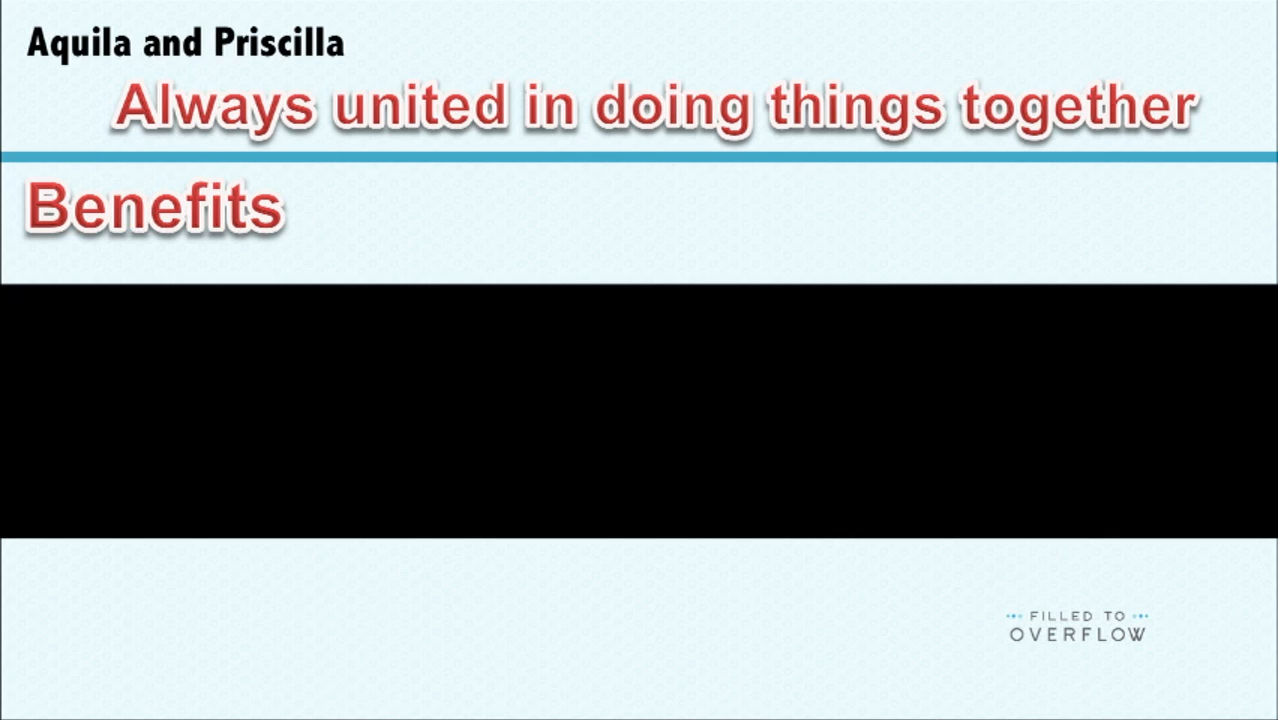 Aquila and Priscilla
Always united in doing things together
Benefits
FILLED TO
OVERFLOW